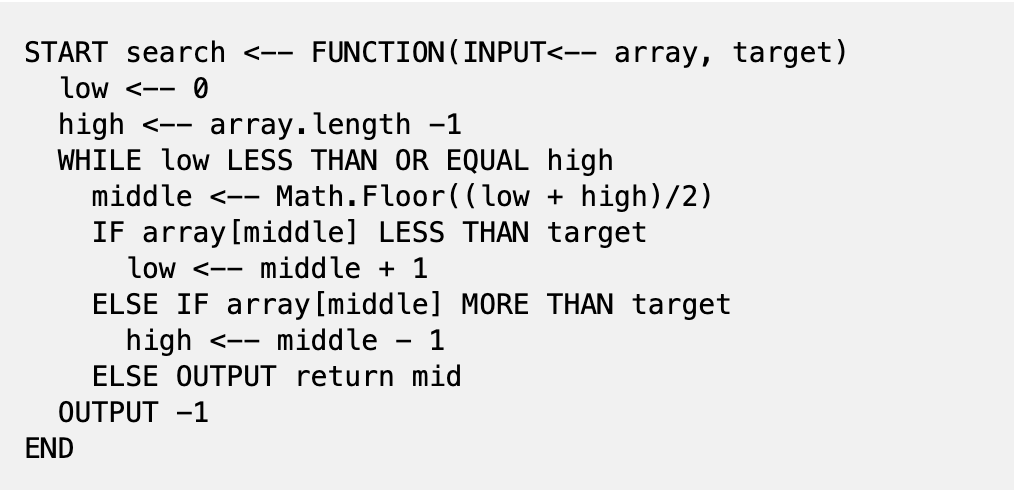 START search <-- FUNCTION(INPUT<-- array, target)
low <-- 0
high <-- array.length -1
WHILE low LESS THAN OR EQUAL high
middle <-- Math.Floor((low + high)/2)
IF array[middle] LESS THAN target
low <-- middle + 1
ELSE IF array[middle] MORE THAN target
high <-- middle - 1
ELSE OUTPUT return mid
OUTPUT -1
END